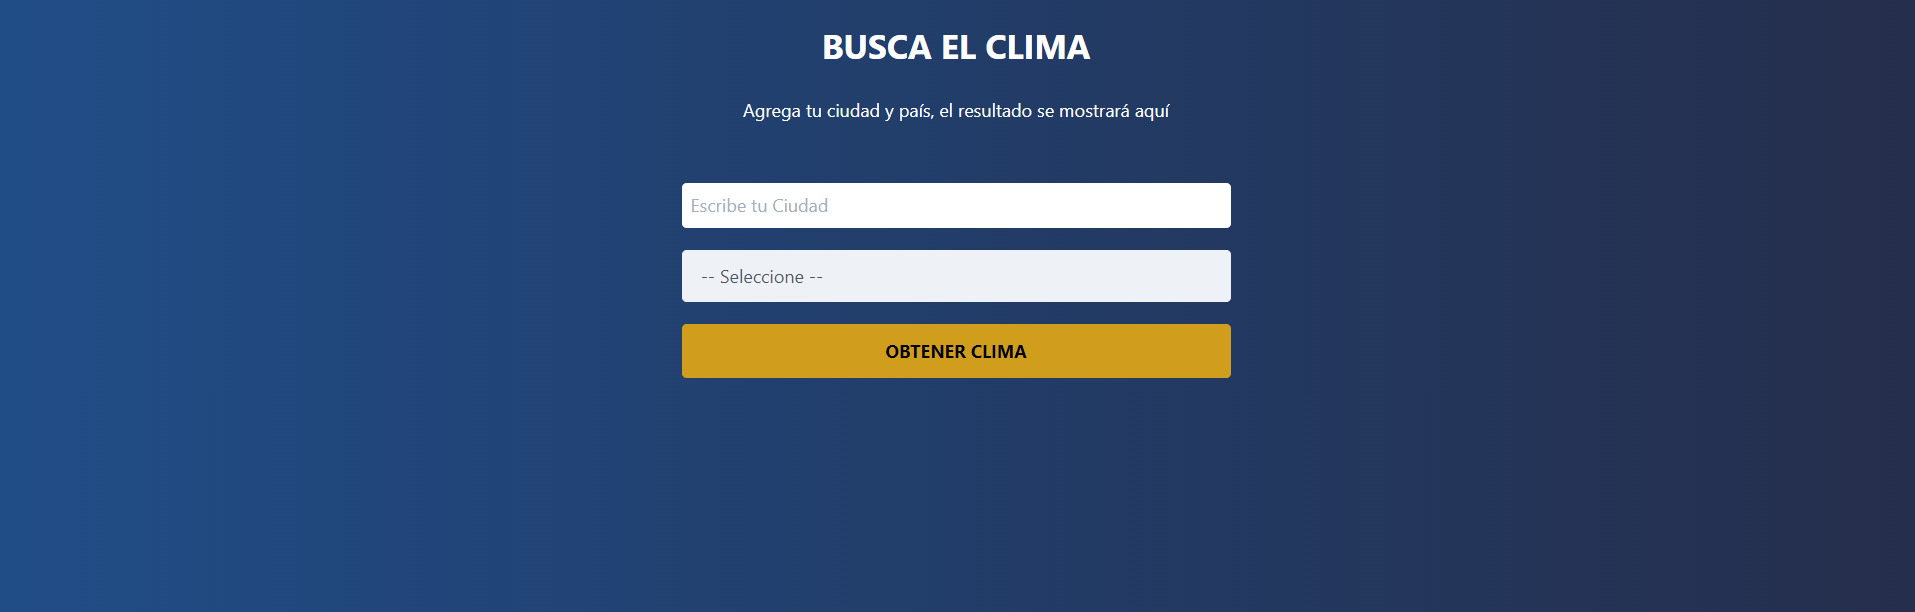 BUSCA EL CLIMA
Agrega tu ciudad y país, el resultado se mostrará aquí
Escribe tu Ciudad
-- Seleccione --
OBTENER CLIMA